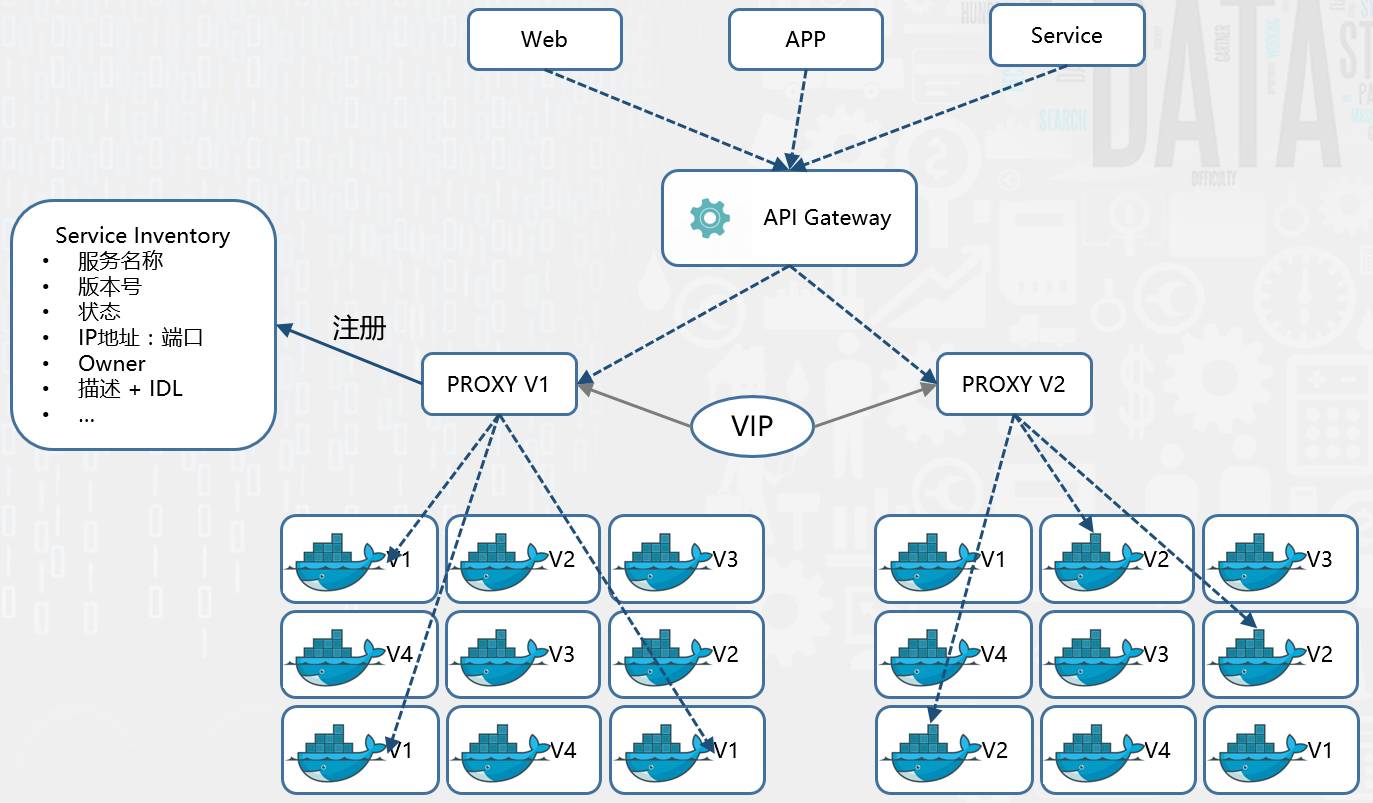 Web
APP
Service
API Gateway
Service Inventory
• 服务名称
• 版本号
• 状态
• IP地址：端口
• Owner
• 描述 + IDL
• ...
注册
PROXY V1
VIP
PROXY V2
V1
V2
V3
V4
V3
V2
V1
V4
V1
V1
V2
V3
V4
V3
V2
V2
V4
V1
DATA
SEARCH
DIFFICULTY
GARTNER